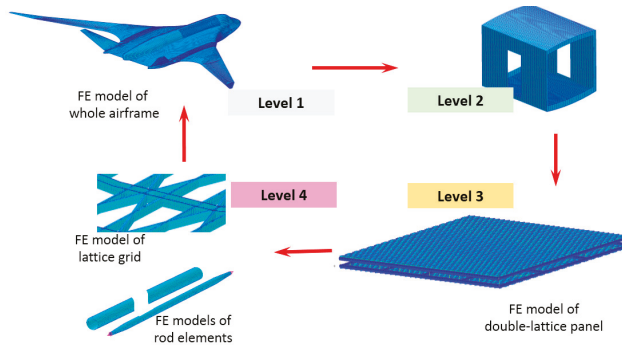 FE model of
whole airframe
Level 1
Level 2
Level 4
Level 3
FE model of
lattice grid
FE models of
rod elements
FE model of
double-lattice panel